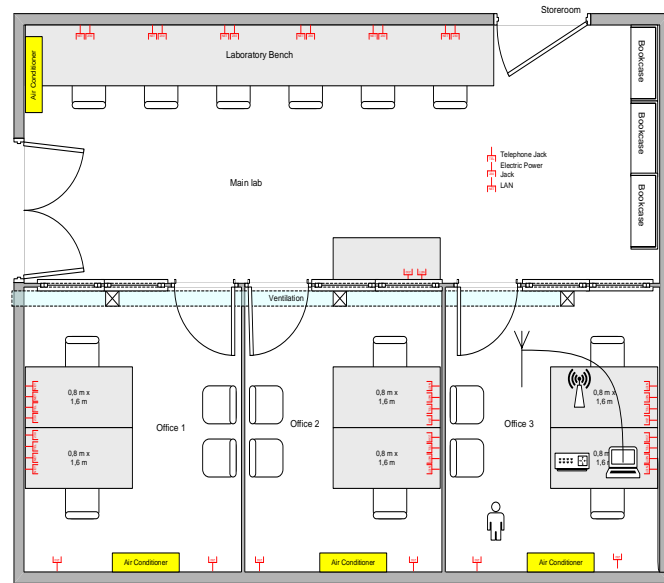 Storeroom
Laboratory Bench
Air Conditioner
Bookcase
Bookcase
Bookcase
Telephone Jack
Electric Power
Jack
LAN
Main lab
Ventilation
0,8 m x
1,6 m
0,8 m x
1,6 m
Office 1
Office 2
0,8 m x
1,6 m
0,8 m x
1,6 m
Office 3
0,8 m x
1,6 m
0,8 m x
1,6 m
Air Conditioner
Air Conditioner
Air Conditioner